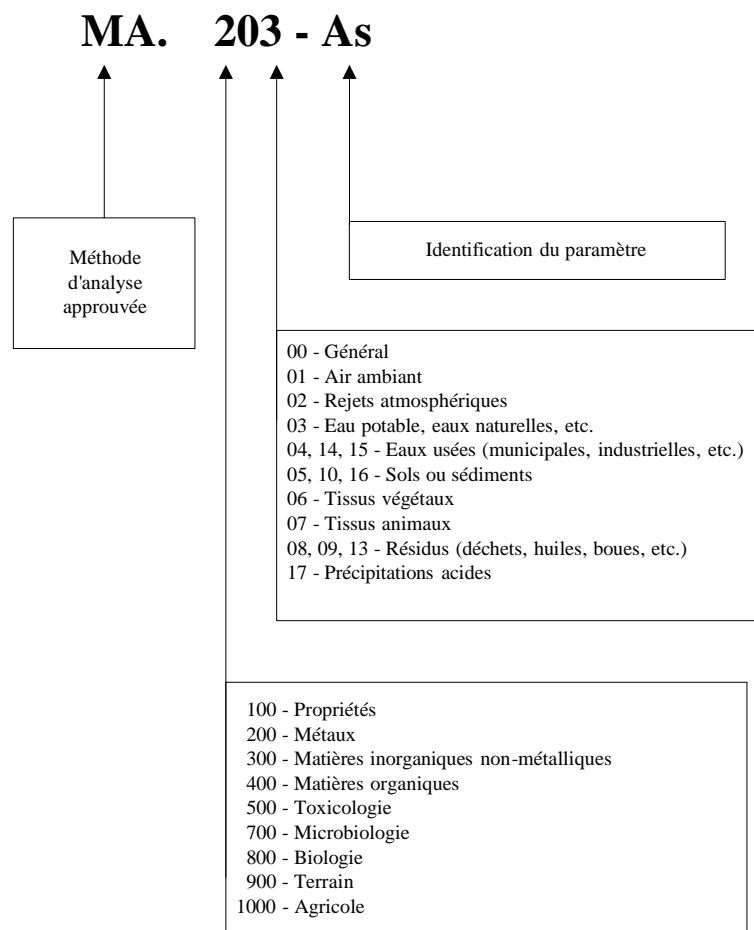 MA. 203 - As
Méthode
d'analyse
approuvée
Identification du paramètre
00 - Général
01 - Air ambiant
02 - Rejets atmosphériques
03 - Eau potable, eaux naturelles, etc.
04, 14, 15 - Eaux usées (municipales, industrielles, etc.)
05, 10, 16 - Sols ou sédiments
06 - Tissus végétaux
07 - Tissus animaux
08, 09, 13 - Résidus (déchets, huiles, boues, etc.)
17 - Précipitations acides
100 - Propriétés
200 - Métaux
300 - Matières inorganiques non-métalliques
400 - Matières organiques
500 - Toxicologie
700 - Microbiologie
800 - Biologie
900 - Terrain
1000 - Agricole